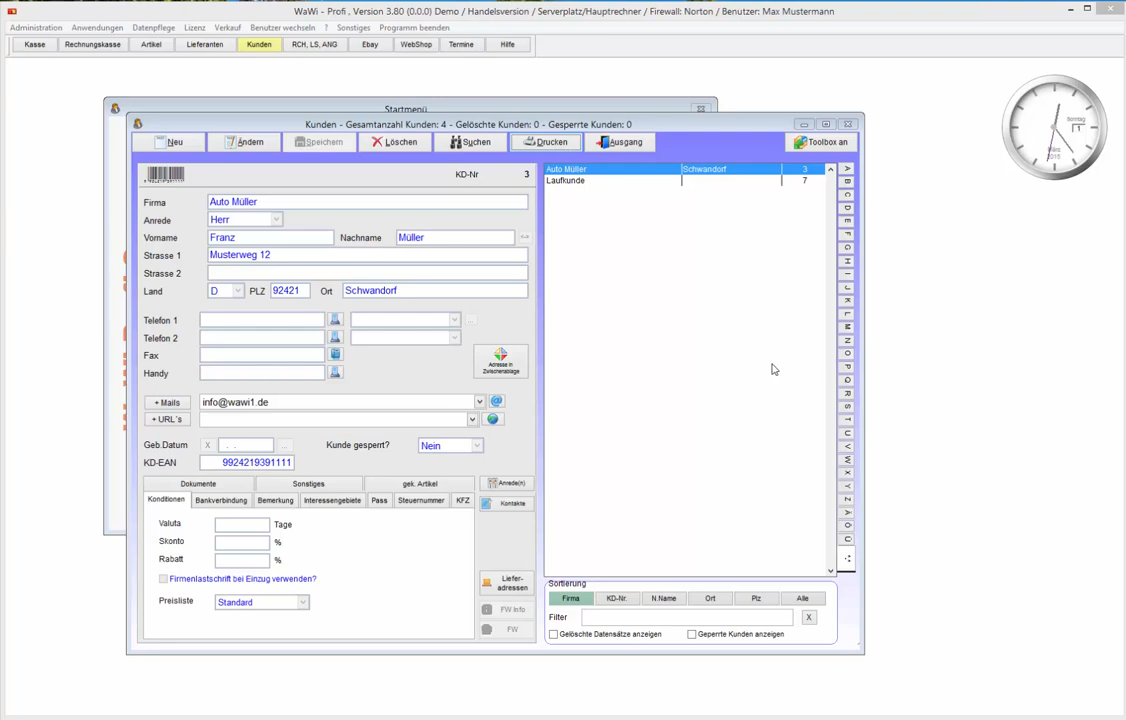 WaWi - Profi , Version 3.80 (0.0.0) Demo / Handelsversion / Serverplatz/Hauptrechner / Firewall: Norton / Benutzer: Max Mustermann
Administration Anwendungen Datenpflege Lizenz Verkauf Benutzer wechseln ? Sonstiges Programm beenden
Kasse Rechnungskasse Artikel Lieferanten Kunden RCH, LS, ANG Ebay WebShop Termine Hilfe
Sonntag
1
März
2015
Startmenü
Kunden - Gesamtanzahl Kunden: 4 - Gelöschte Kunden: 0 - Gesperrte Kunden: 0
Neu Ändern Speichern Löschen Suchen Drucken Ausgang Toolbox an
KD-Nr 3
Firma Auto Müller
Anrede Herr
Vorname Franz Nachname Müller
Strasse 1 Musterweg 12
Strasse 2
Land D PLZ 92421 Ort Schwandorf
Telefon 1
Telefon 2
Fax
Handy
Adresse in
Zwischenablage
+ Mails info@wawi1.de
+ URL's
Geb.Datum X . . ... Kunde gesperrt? Nein
KD-EAN 9924219391111
Dokumente Sonstiges gek. Artikel
Konditionen Bankverbindung Bemerkung Interessengebiete Pass Steuernummer KFZ
Anrede(n)
Kontakte
Valuta Tage
Skonto %
Rabatt %
Firmenlastschrift bei Einzug verwenden?
Preisliste Standard
Liefer-
adressen
FW Info
FW
Auto Müller Schwandorf 3
Laufkunde 7
A
B
C
D
E
F
G
H
I
J
K
L
M
N
O
P
Q
R
S
T
U
V
W
X
Y
Z
Ä
Ö
Ü
Sortierung
Firma KD-Nr. N.Name Ort Plz Alle
Filter X
Gelöschte Datensätze anzeigen Geperrte Kunden anzeigen